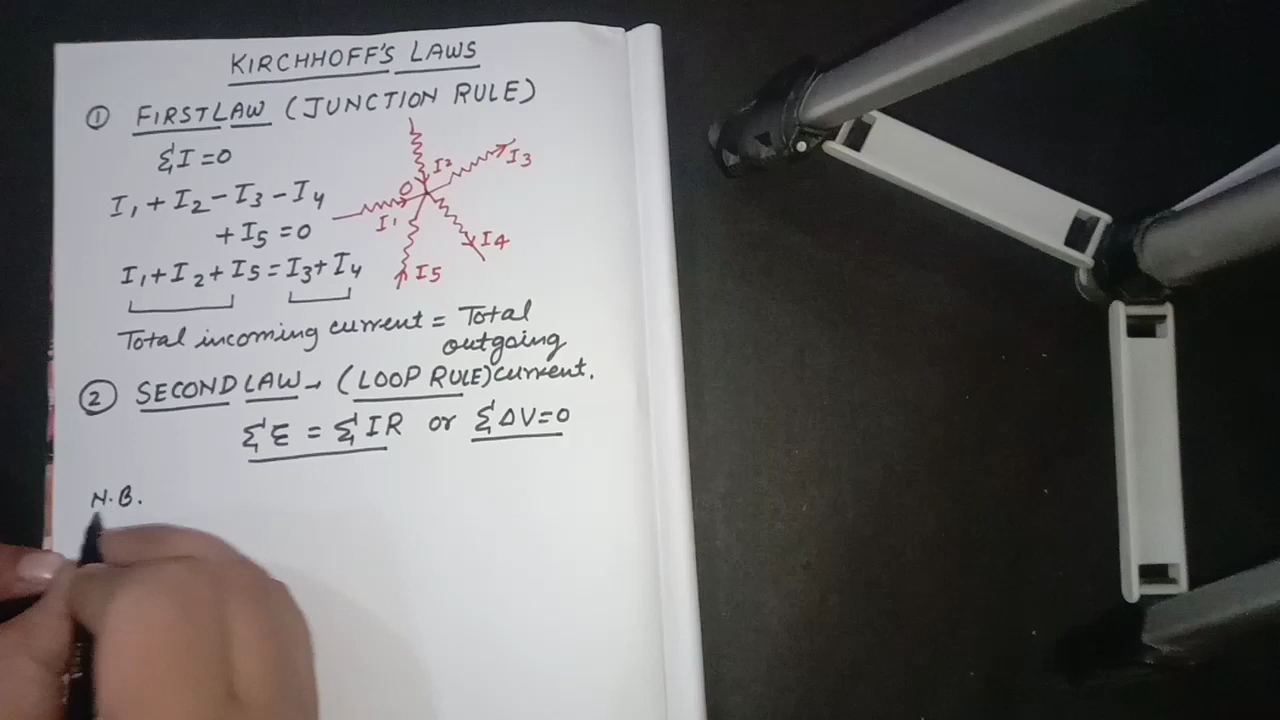 KIRCHHOFF'S LAWS
① FIRST LAW (JUNCTION RULE)
ΣI = 0
I₁ + I₂ - I₃ - I₄
+ I₅ = 0
I₁ + I₂ + I₅ = I₃ + I₄
O
I₁
I₂
I₃
I₄
I₅
Total incoming current = Total
outgoing
current.
② SECOND LAW → (LOOP RULE)
ΣE = ΣIR or ΣΔV=0
N.B.